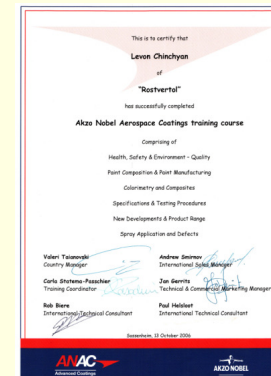 This is to certify that
Levon Chinchyan
of
"Rostvertol"
has successfully completed
Akzo Nobel Aerospace Coatings training course
Comprising of
Health, Safety & Environment - Quality
Paint Composition & Paint Manufacturing
Colorimetry and Composites
Specifications & Testing Procedures
New Developments & Product Range
Spray Application and Defects
Valeri Taianovski
Country Manager
Andrew Smirnov
International Sales Manager
Carla Statema-Passchier
Training Coordinator
Jan Gerrits
Technical & Commercial Marketing Manager
Rob Biere
International Technical Consultant
Paul Helsloot
International Technical Consultant
Sassenheim, 13 October 2006
ANAC
Advanced Coatings
AKZO NOBEL